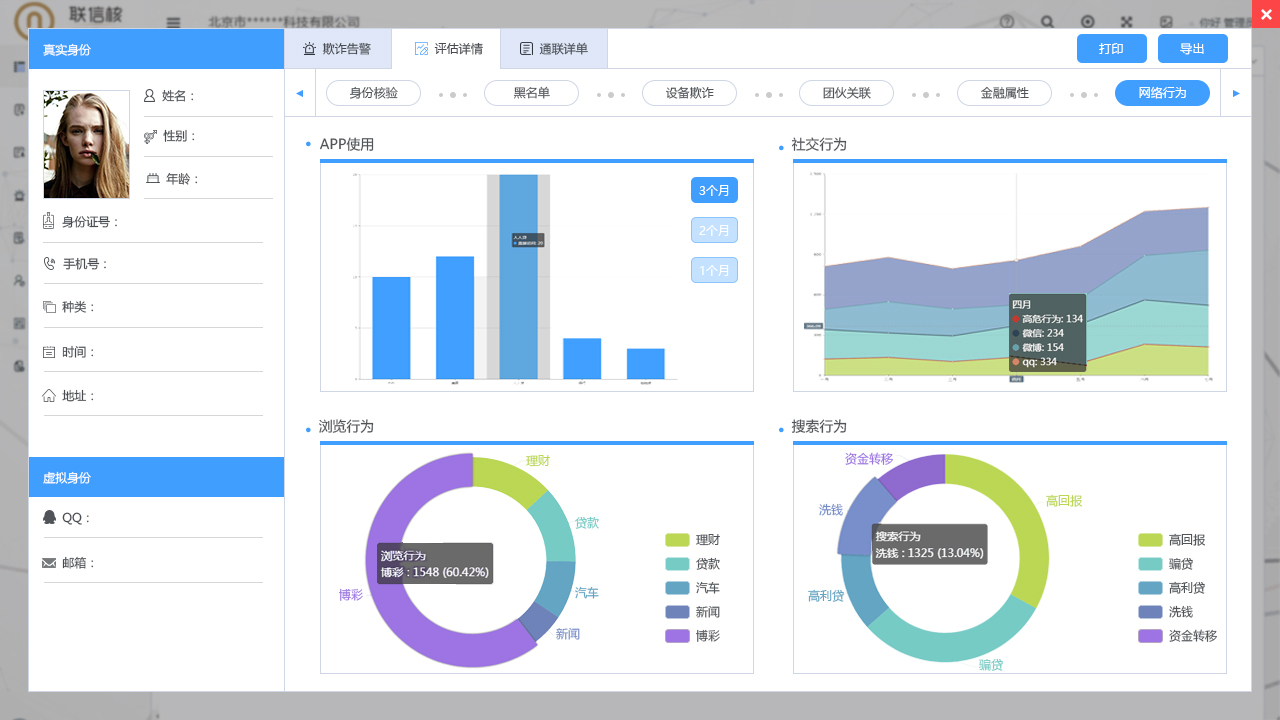 联信核
北京市******科技有限公司
你好 管理员
真实身份
欺诈告警
评估详情
通联详单
打印
导出
身份核验
黑名单
设备欺诈
团伙关联
金融属性
网络行为
姓名：
性别：
年龄：
身份证号：
手机号：
种类：
时间：
地址：
虚拟身份
QQ：
邮箱：
APP使用
3个月
2个月
1个月
社交行为
四月
高危行为: 134
微信: 234
微博: 154
qq: 334
浏览行为
理财
贷款
汽车
新闻
博彩
浏览行为
博彩 : 1548 (60.42%)
理财
贷款
汽车
新闻
博彩
搜索行为
资金转移
高回报
洗钱
高利贷
骗贷
搜索行为
洗钱 : 1325 (13.04%)
高回报
骗贷
高利贷
洗钱
资金转移